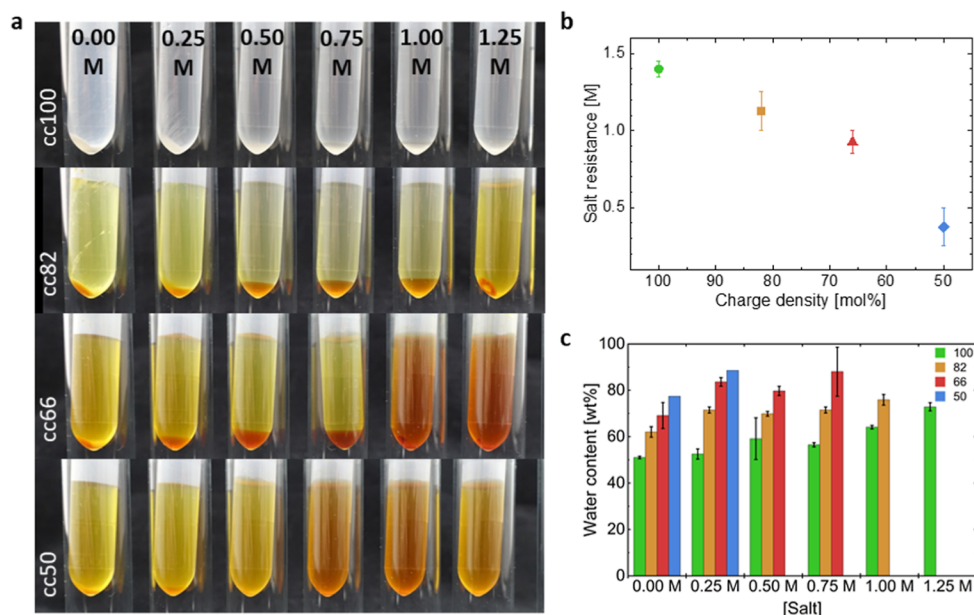 a
0.00 0.25 0.50 0.75 1.00 1.25
M M M M M M
cc100
cc82
cc66
cc50
b
1.5
1.0
0.5
Salt resistance [M]
100 90 80 70 60 50
Charge density [mol%]
c
100
80
60
40
20
0
Water content [wt%]
100
82
66
50
0.00 M 0.25 M 0.50 M 0.75 M 1.00 M 1.25 M
[Salt]